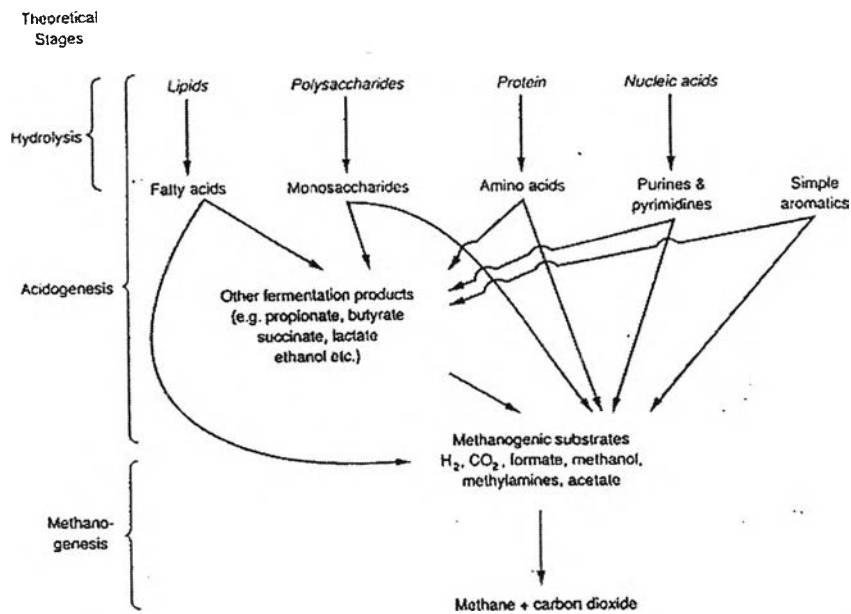 Theoretical
Stages
Lipids
Polysaccharides
Protein
Nucleic acids
Hydrolysis
Fatty acids
Monosaccharides
Amino acids
Purines &
pyrimidines
Simple
aromatics
Acidogenesis
Other fermentation products
(e.g. propionate, butyrate
succinate, lactate
ethanol etc.)
Methanogenic substrates
H₂, CO₂, formate, methanol,
methylamines, acetate
Methano-
genesis
Methane + carbon dioxide